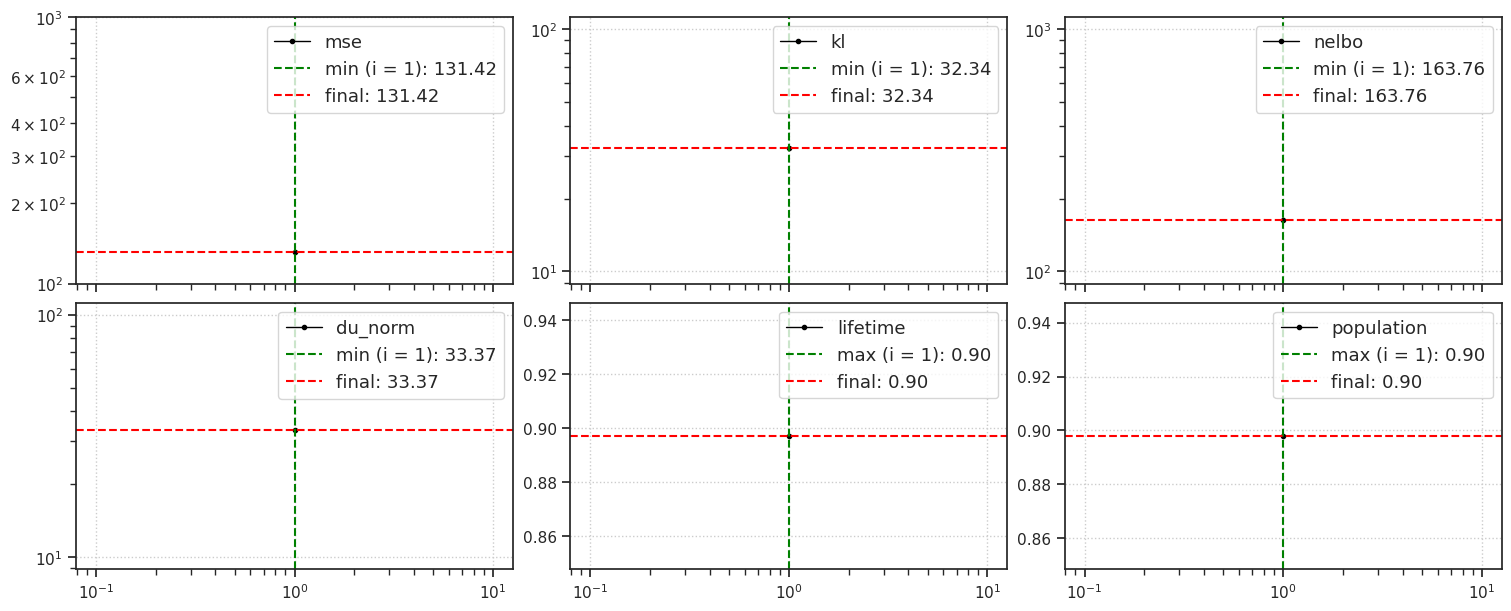 10³
6 × 10²
4 × 10²
3 × 10²
2 × 10²
10²
mse
min (i = 1): 131.42
final: 131.42
10²
10¹
kl
min (i = 1): 32.34
final: 32.34
10³
10²
nelbo
min (i = 1): 163.76
final: 163.76
10²
10¹
du_norm
min (i = 1): 33.37
final: 33.37
10⁻¹ 10⁰ 10¹
0.94
0.92
0.90
0.88
0.86
lifetime
max (i = 1): 0.90
final: 0.90
10⁻¹ 10⁰ 10¹
0.94
0.92
0.90
0.88
0.86
population
max (i = 1): 0.90
final: 0.90
10⁻¹ 10⁰ 10¹